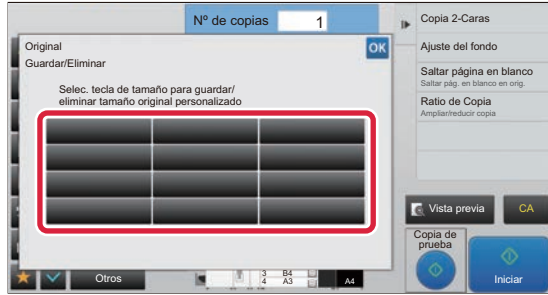 Nº de copias 1
Original
OK
Guardar/Eliminar
Selec. tecla de tamaño para guardar/
eliminar tamaño original personalizado
Copia 2-Caras
Ajuste del fondo
Saltar página en blanco
Saltar pág. en blanco en orig.
Ratio de Copia
Ampliar/reducir copia
Vista previa
CA
Copia de
prueba
Iniciar
Otros
3 B4
4 A3
A4